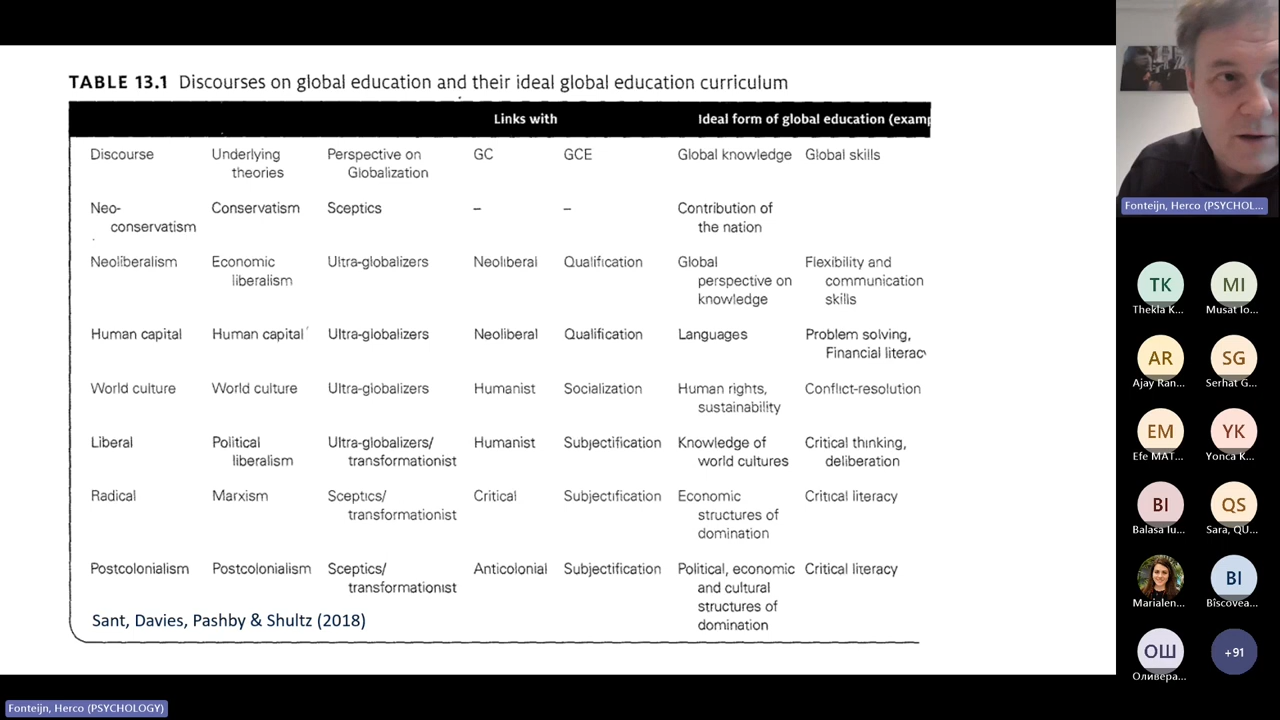 TABLE 13.1 Discourses on global education and their ideal global education curriculum
Links with
Ideal form of global education (examp
Discourse
Underlying
theories
Perspective on
Globalization
GC
GCE
Global knowledge
Global skills
Neo-
conservatism
Conservatism
Sceptics
–
–
Contribution of
the nation
Neoliberalism
Economic
liberalism
Ultra-globalizers
Neoliberal
Qualification
Global
perspective on
knowledge
Flexibility and
communication
skills
Human capital
Human capital
Ultra-globalizers
Neoliberal
Qualification
Languages
Problem solving,
Financial literac
World culture
World culture
Ultra-globalizers
Humanist
Socialization
Human rights,
sustainability
Conflict-resolution
Liberal
Political
liberalism
Ultra-globalizers/
transformationist
Humanist
Subjectification
Knowledge of
world cultures
Critical thinking,
deliberation
Radical
Marxism
Sceptics/
transformationist
Critical
Subjectification
Economic
structures of
domination
Critical literacy
Postcolonialism
Postcolonialism
Sceptics/
transformationist
Anticolonial
Subjectification
Political, economic
and cultural
structures of
domination
Critical literacy
Sant, Davies, Pashby & Shultz (2018)
Fonteijn, Herco (PSYCHOL...
TK
Thekla K...
MI
Musat Io...
AR
Ajay Ran...
SG
Serhat G...
EM
Efe MAT...
YK
Yonca K...
BI
Balasa Iu...
QS
Sara, QU...
Marialen...
BI
Bîscovea...
ОШ
Оливера...
+91
Fonteijn, Herco (PSYCHOLOGY)